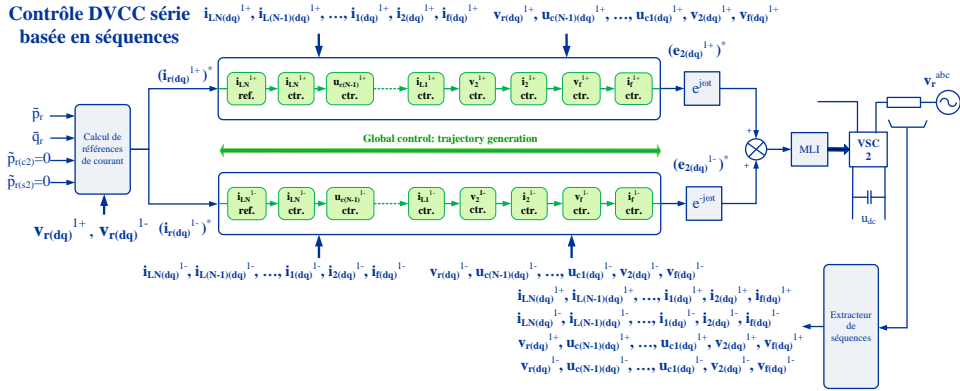 Contrôle DVCC série
basée en séquences
i_LN(dq)^1+, i_L(N-1)(dq)^1+, …, i_1(dq)^1+, i_2(dq)^1+, i_f(dq)^1+
v_r(dq)^1+, u_c(N-1)(dq)^1+, …, u_c1(dq)^1+, v_2(dq)^1+, v_f(dq)^1+
(i_r(dq)^1+)*
i_LN^1+ ref.
i_LN^1+ ctr.
u_c(N-1)^1+ ctr.
i_L1^1+ ctr.
v_2^1+ ctr.
i_2^1+ ctr.
v_f^1+ ctr.
i_f^1+ ctr.
(e_2(dq)^1+)*
e^jωt
v_r^abc
p̄_r
q̄_r
p̃_r(c2)=0
p̃_r(s2)=0
Calcul de
références
de courant
Global control: trajectory generation
+
+
MLI
VSC
2
u_dc
v_r(dq)^1+, v_r(dq)^1-
(i_r(dq)^1-)*
i_LN^1- ref.
i_LN^1- ctr.
u_c(N-1)^1- ctr.
i_L1^1- ctr.
v_2^1- ctr.
i_2^1- ctr.
v_f^1- ctr.
i_f^1- ctr.
(e_2(dq)^1-)*
e^-jωt
i_LN(dq)^1-, i_L(N-1)(dq)^1-, …, i_1(dq)^1-, i_2(dq)^1-, i_f(dq)^1-
v_r(dq)^1-, u_c(N-1)(dq)^1-, …, u_c1(dq)^1-, v_2(dq)^1-, v_f(dq)^1-
i_LN(dq)^1+, i_L(N-1)(dq)^1+, …, i_1(dq)^1+, i_2(dq)^1+, i_f(dq)^1+
i_LN(dq)^1-, i_L(N-1)(dq)^1-, …, i_1(dq)^1-, i_2(dq)^1-, i_f(dq)^1-
v_r(dq)^1+, u_c(N-1)(dq)^1+, …, u_c1(dq)^1+, v_2(dq)^1+, v_f(dq)^1+
v_r(dq)^1-, u_c(N-1)(dq)^1-, …, u_c1(dq)^1-, v_2(dq)^1-, v_f(dq)^1-
Extracteur
de
séquences